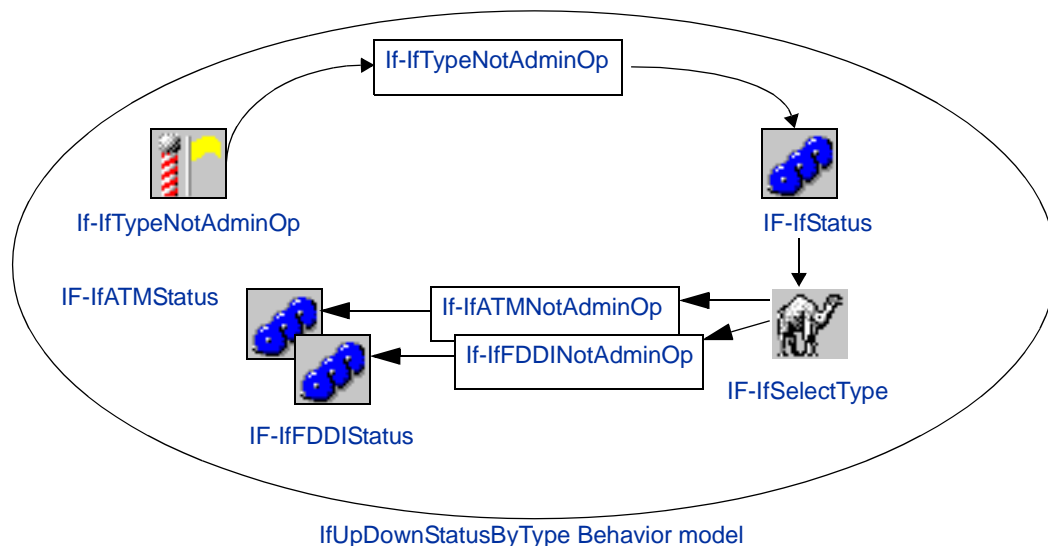 If-IfTypeNotAdminOp
If-IfTypeNotAdminOp
IF-IfStatus
IF-IfATMStatus
If-IfATMNotAdminOp
If-IfFDDINotAdminOp
IF-IfSelectType
IF-IfFDDIStatus
IfUpDownStatusByType Behavior model